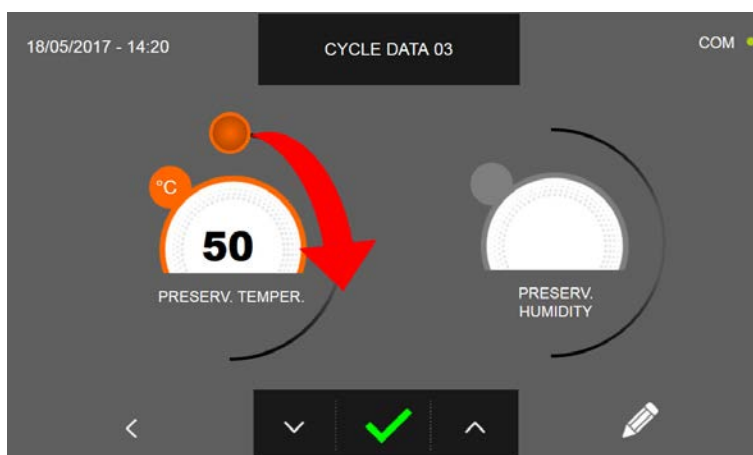 18/05/2017 - 14:20
CYCLE DATA 03
COM
°C
50
PRESERV. TEMPER.
PRESERV.
HUMIDITY